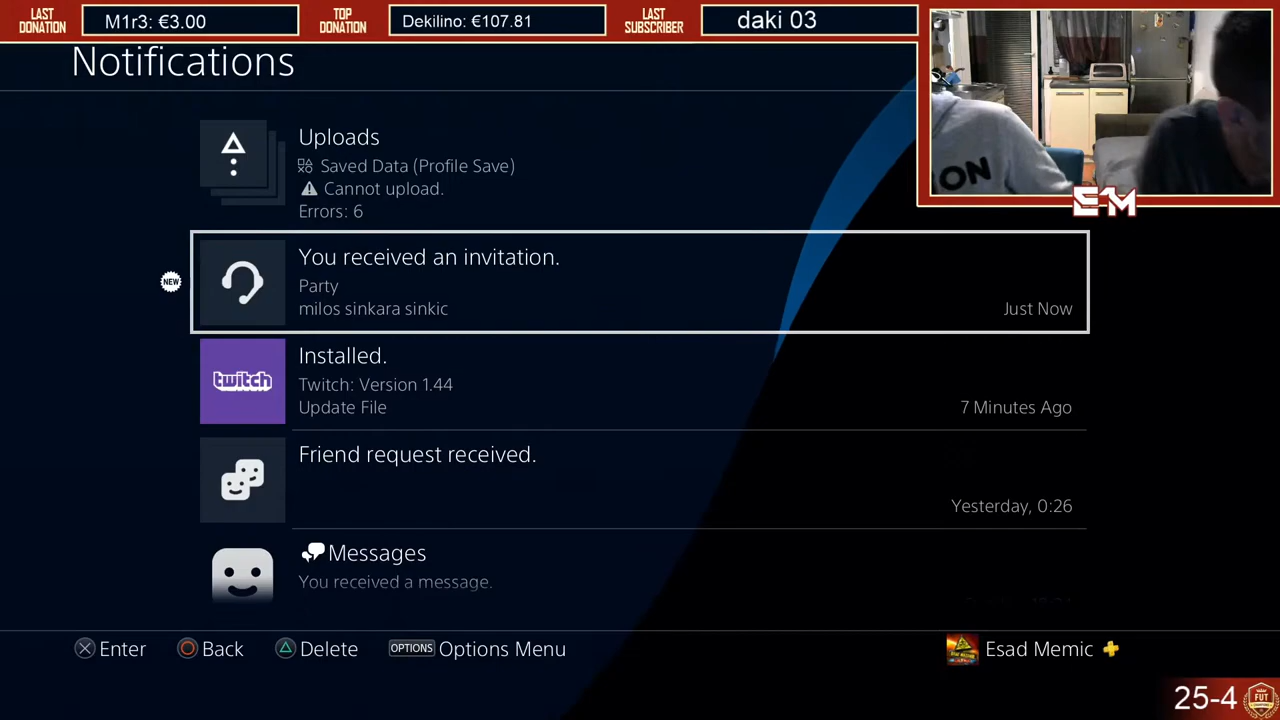 LAST DONATION
M1r3: €3.00
TOP DONATION
Dekilino: €107.81
LAST SUBSCRIBER
daki 03
Notifications
Uploads
Saved Data (Profile Save)
Cannot upload.
Errors: 6
ON
E1M
NEW
You received an invitation.
Party
milos sinkara sinkic
Just Now
twitch
Installed.
Twitch: Version 1.44
Update File
7 Minutes Ago
Friend request received.
Yesterday, 0:26
Messages
You received a message.
Enter
Back
Delete
OPTIONS Options Menu
Esad Memic
25-4
FUT